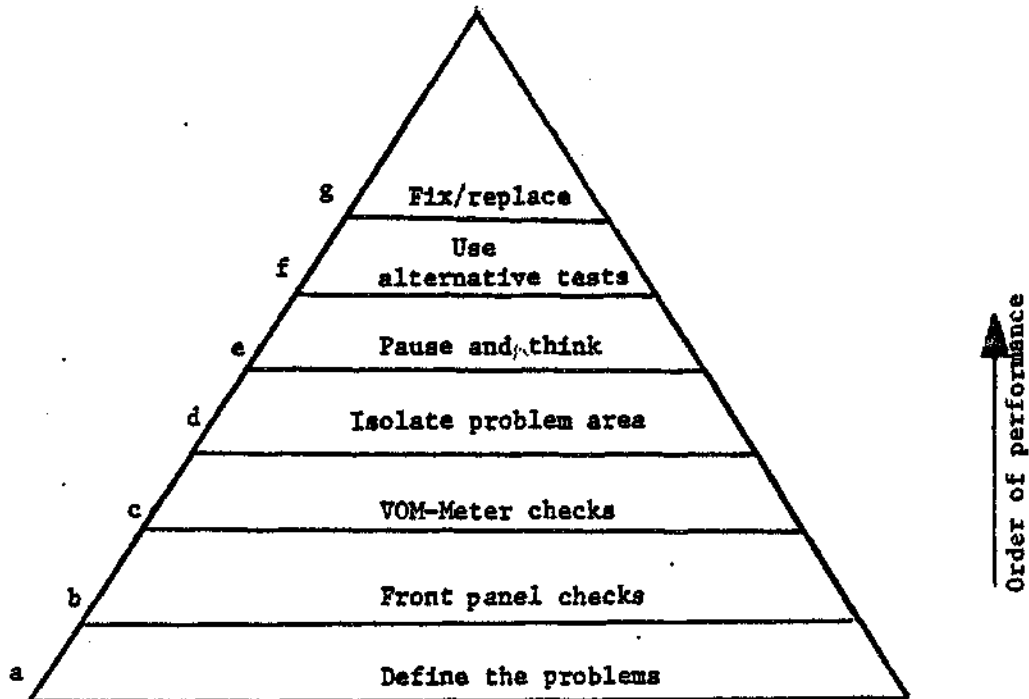 g
Fix/replace
f
Use
alternative tests
e
Pause and think
d
Isolate problem area
c
VOM-Meter checks
b
Front panel checks
a
Define the problems
Order of performance